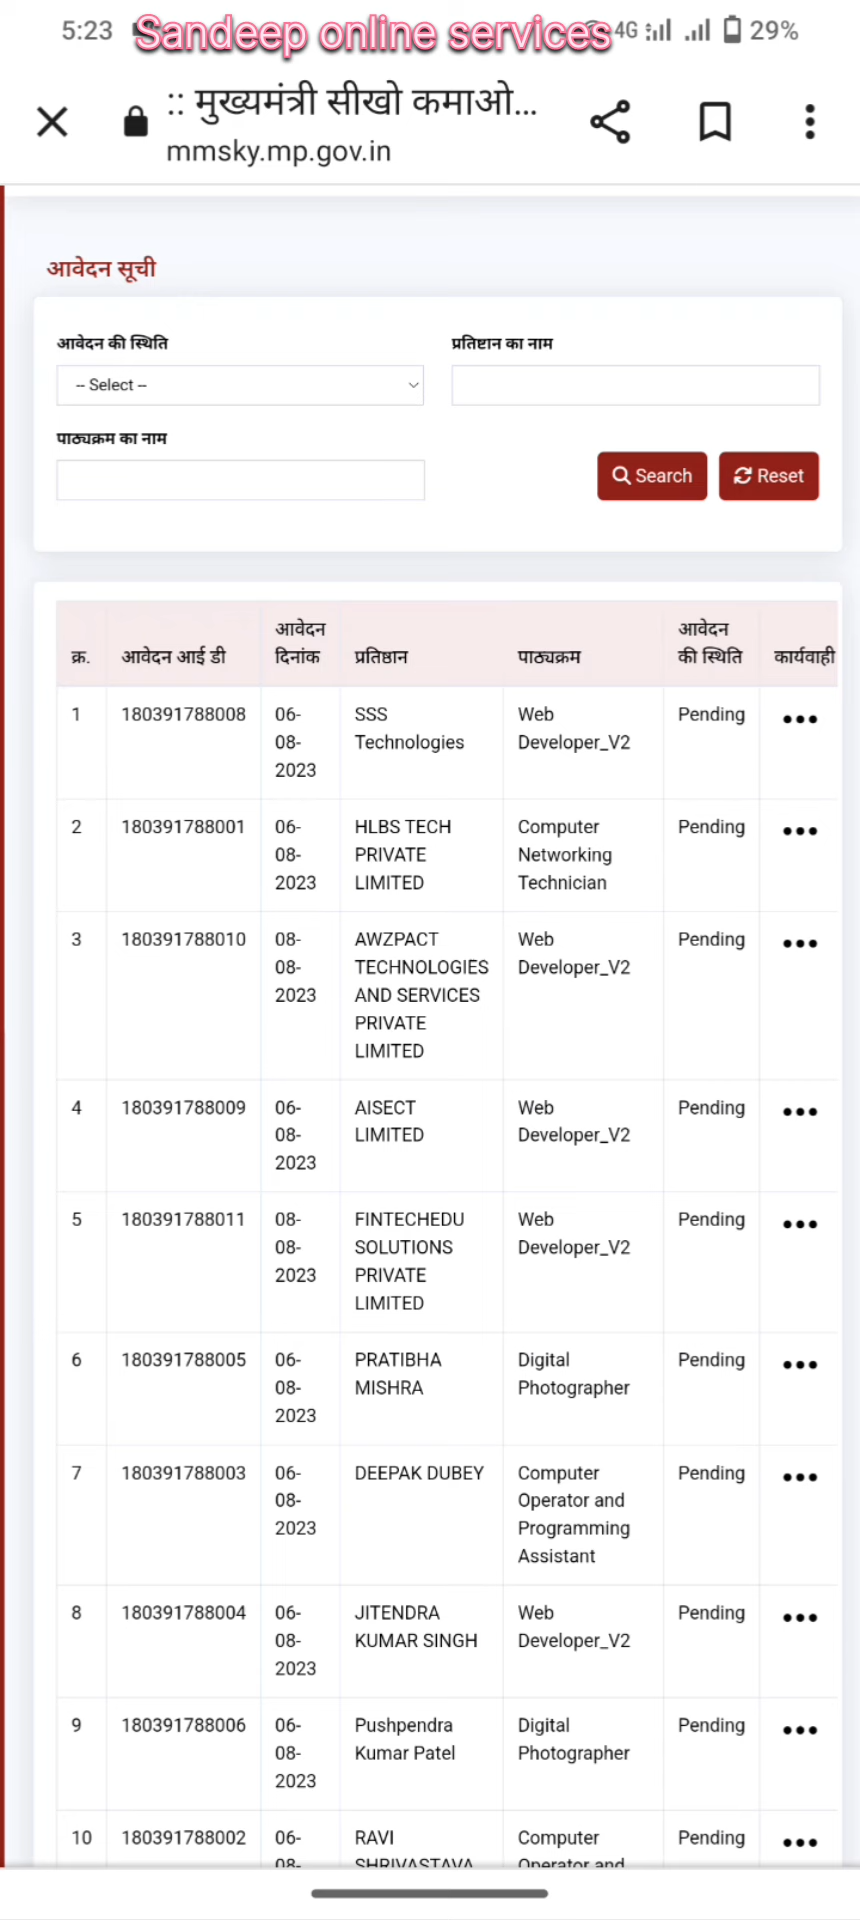 5:23 Sandeep online services 4G 29%
:: मुख्यमंत्री सीखो कमाओ...
mmsky.mp.gov.in
आवेदन सूची
आवेदन की स्थिति प्रतिष्टान का नाम
-- Select --
पाठ्यक्रम का नाम
Search Reset
क्र. आवेदन आई डी आवेदन दिनांक प्रतिष्ठान पाठ्यक्रम आवेदन की स्थिति कार्यवाही
1 180391788008 06-08-2023 SSS Technologies Web Developer_V2 Pending
2 180391788001 06-08-2023 HLBS TECH PRIVATE LIMITED Computer Networking Technician Pending
3 180391788010 08-08-2023 AWZPACT TECHNOLOGIES AND SERVICES PRIVATE LIMITED Web Developer_V2 Pending
4 180391788009 06-08-2023 AISECT LIMITED Web Developer_V2 Pending
5 180391788011 08-08-2023 FINTECHEDU SOLUTIONS PRIVATE LIMITED Web Developer_V2 Pending
6 180391788005 06-08-2023 PRATIBHA MISHRA Digital Photographer Pending
7 180391788003 06-08-2023 DEEPAK DUBEY Computer Operator and Programming Assistant Pending
8 180391788004 06-08-2023 JITENDRA KUMAR SINGH Web Developer_V2 Pending
9 180391788006 06-08-2023 Pushpendra Kumar Patel Digital Photographer Pending
10 180391788002 06-08- RAVI SHRIVASTAVA Computer Operator and Pending